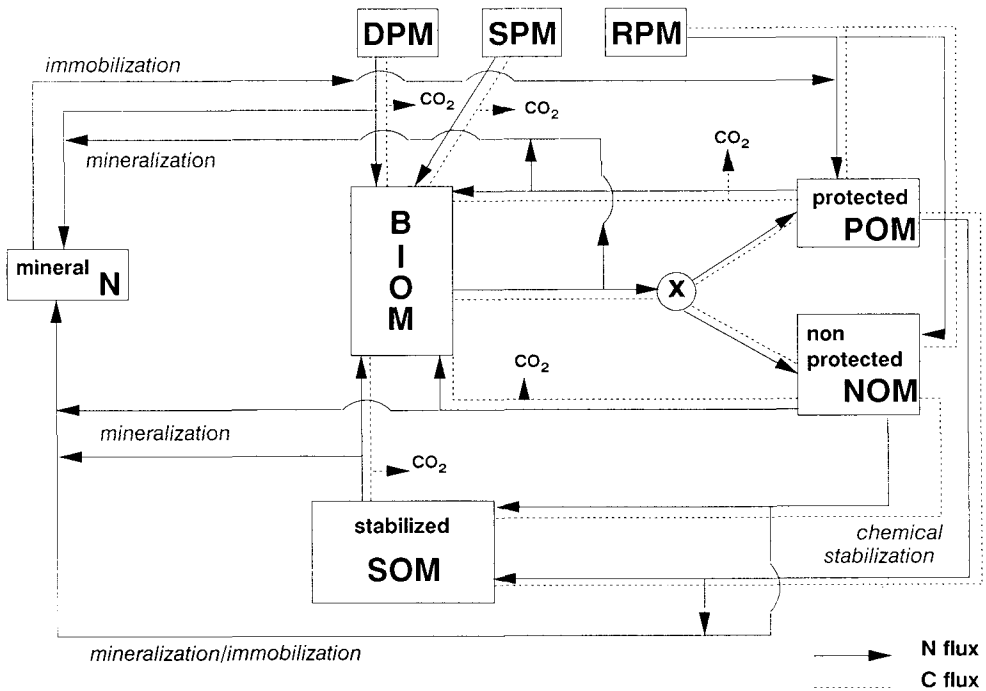 DPM SPM RPM
immobilization
CO₂ CO₂
mineralization
CO₂
protected
POM
B
I
O
M
mineral N
X
non
protected
NOM
CO₂
mineralization
CO₂
stabilized
SOM
chemical
stabilization
mineralization/immobilization
N flux
C flux